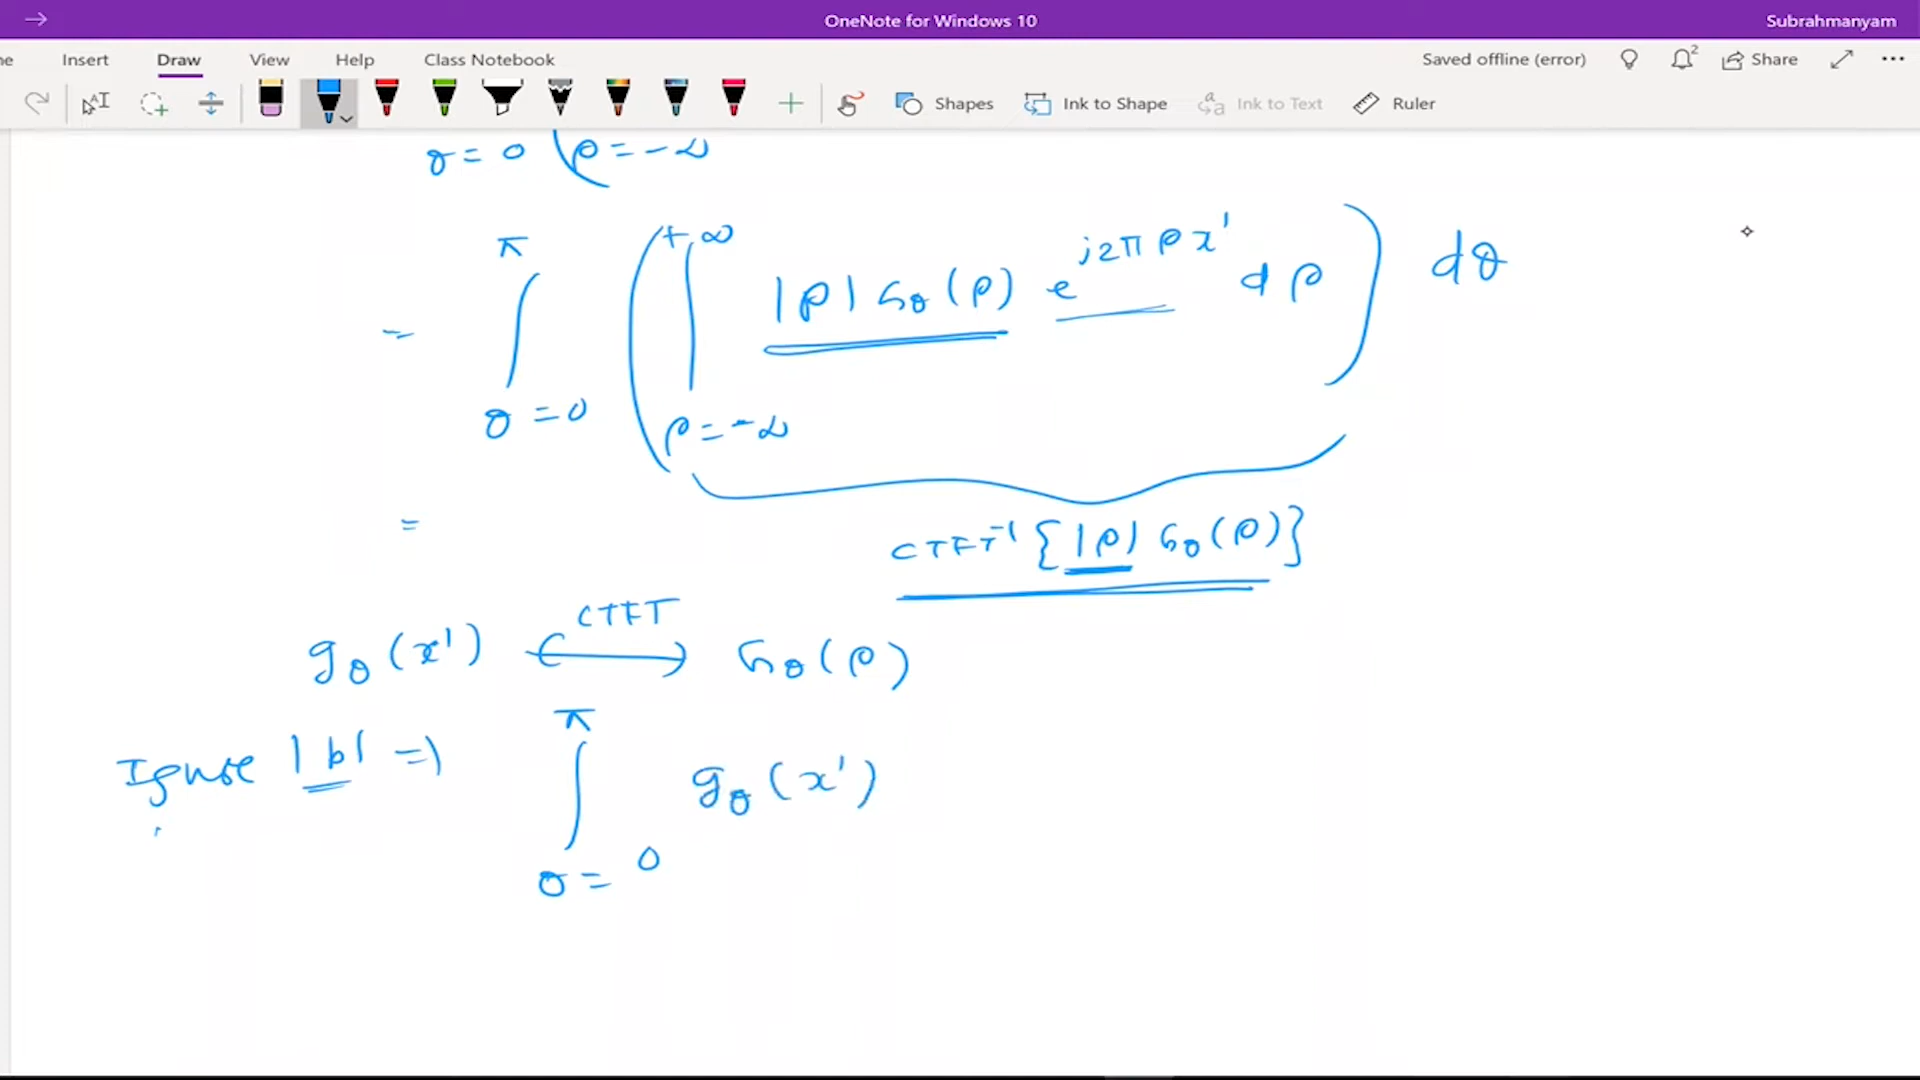 OneNote for Windows 10 Subrahmanyam
Insert Draw View Help Class Notebook Saved offline (error) 2 Share
Shapes Ink to Shape Ink to Text Ruler
θ = 0 ρ = -∞
π +∞
= ∫ ( ∫ |ρ| G_θ(ρ) e^{j2πρx'} dρ ) dθ
θ = 0 ρ = -∞
= CTFT^{-1} {|ρ| G_θ(ρ)}
CTFT
g_θ(x') ⟷ G_θ(ρ)
π
Ignore |ρ| ⇒ ∫ g_θ(x')
θ = 0